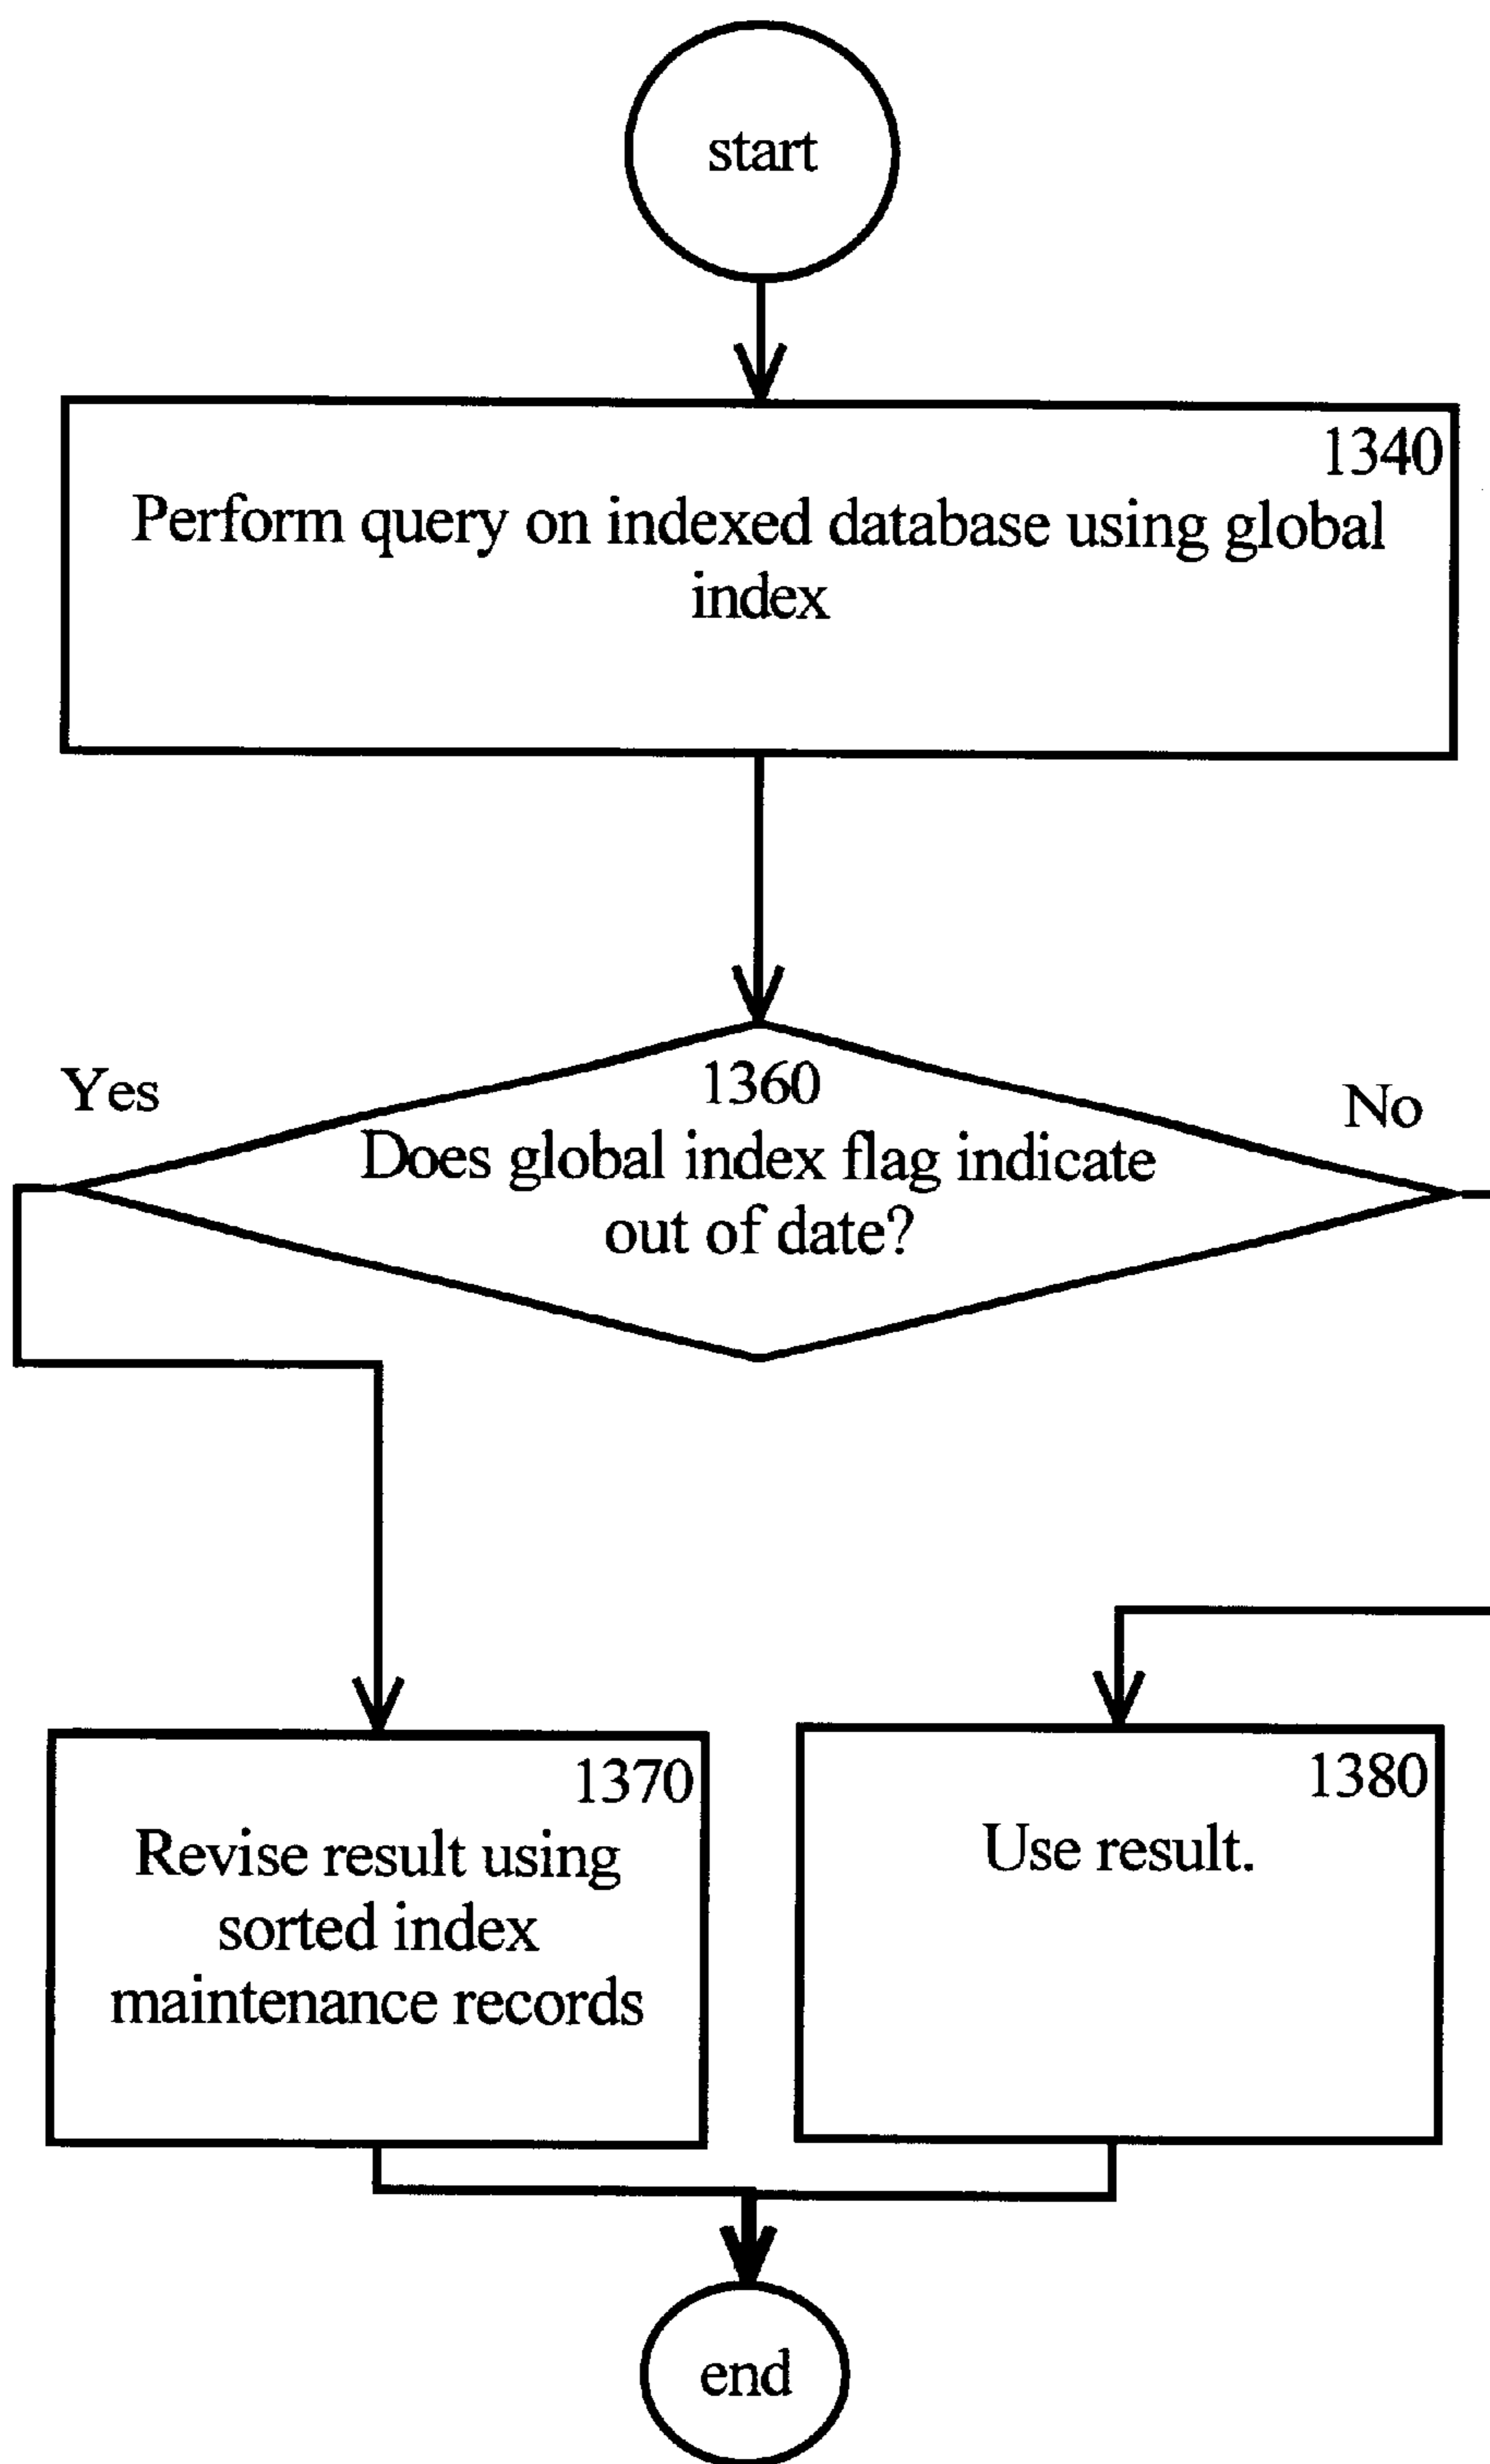 start
1340
Perform query on indexed database using global
index
1360
Yes
No
Does global index flag indicate
out of date?
1370
Revise result using
sorted index
maintenance records
1380
Use result.
end